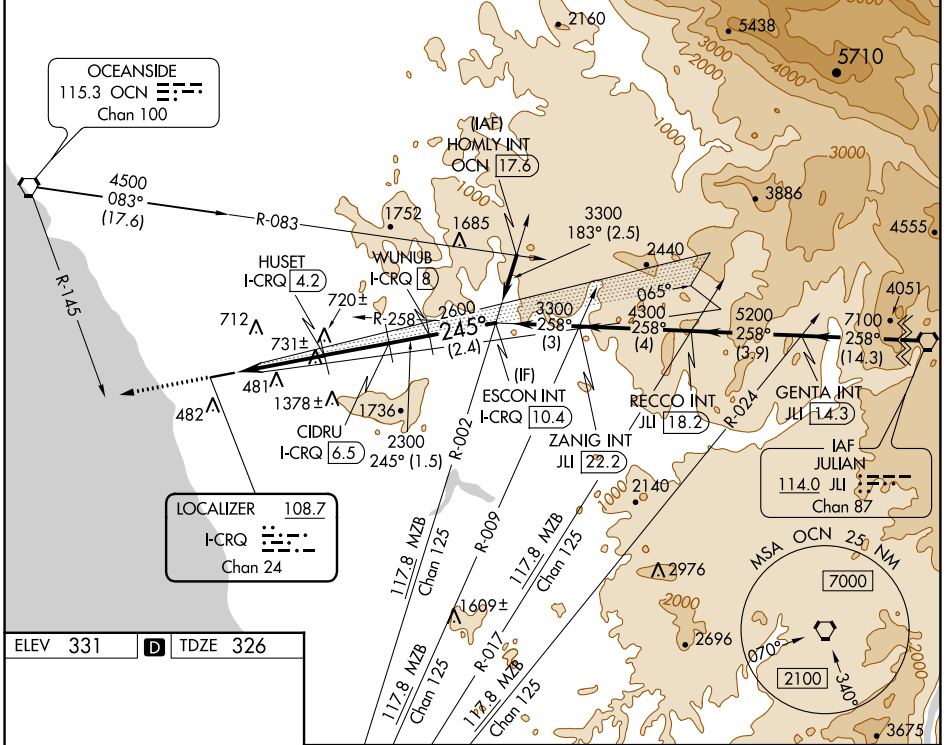 2160
5438
3000
2000
4000
5710
5000
OCEANSIDE
115.3 OCN
Chan 100
1000
(IAF)
HOMLY INT
OCN 17.6
1000
3000
2000
4500
083°
(17.6)
R-083
1752
1685
3300
183° (2.5)
3886
4555
2440
R-145
HUSET
I-CRQ 4.2
WUNUB
I-CRQ 8
065°
4051
720±
712
R-258
2600
245°
(2.4)
3300
258°
(3)
4300
258°
(4)
5200
258°
(3.9)
7100
258°
(14.3)
731±
481
482
1378±
1736
CIDRU
I-CRQ 6.5
2300
245° (1.5)
(IF)
ESCON INT
I-CRQ 10.4
RECCO INT
JLI 18.2
R-024
GENTA INT
JLI 14.3
ZANIG INT
JLI 22.2
IAF
JULIAN
114.0 JLI
Chan 87
R-002
LOCALIZER 108.7
I-CRQ
Chan 24
R-009
1000
2140
117.8 MZB
Chan 125
117.8 MZB
Chan 125
MSA OCN 25 NM
7000
070°
2100
340°
2976
2000
2696
1609±
R-017
117.8 MZB
Chan 125
117.8 MZB
Chan 125
2000
3675
ELEV 331 D TDZE 326